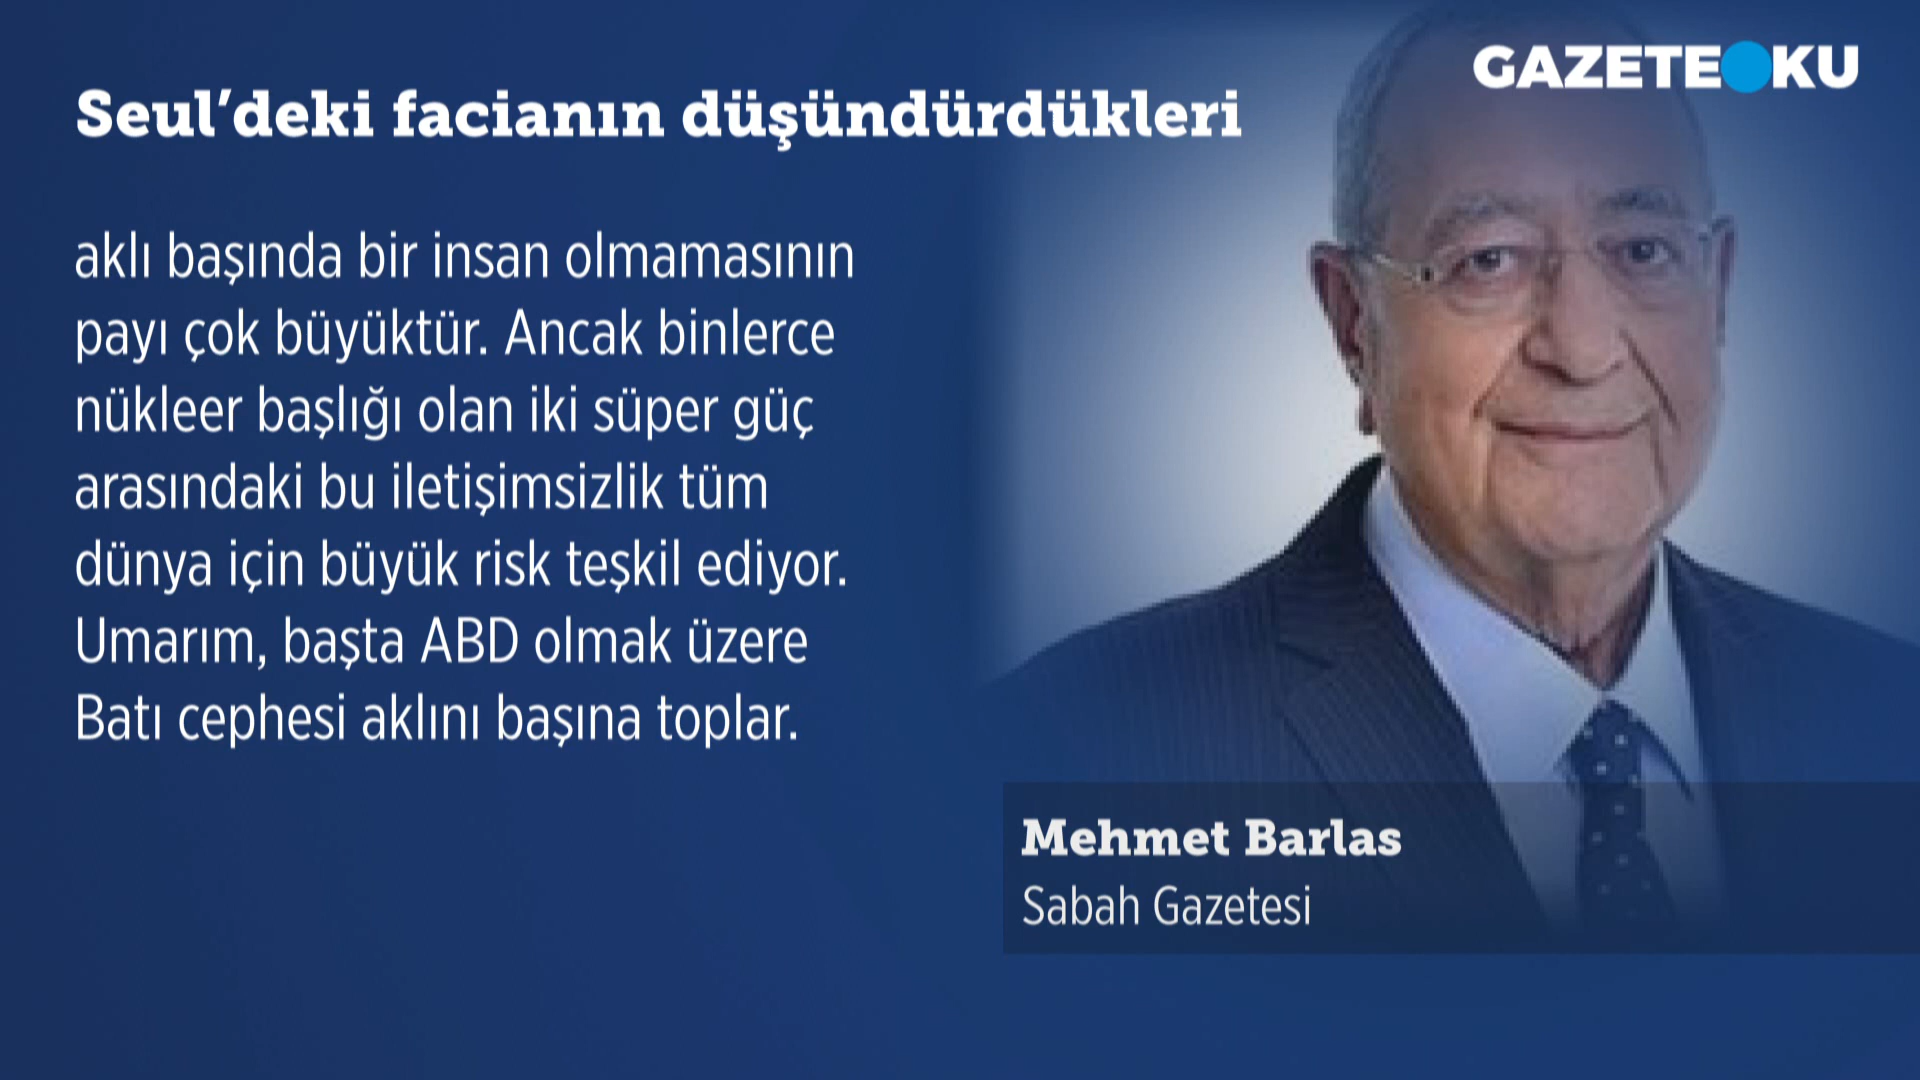 GAZETE KU
Seul'deki facianın düşündürdükleri
aklı başında bir insan olmamasının
payı çok büyüktür. Ancak binlerce
nükleer başlığı olan iki süper güç
arasındaki bu iletişimsizlik tüm
dünya için büyük risk teşkil ediyor.
Umarım, başta ABD olmak üzere
Batı cephesi aklını başına toplar.
Mehmet Barlas
Sabah Gazetesi